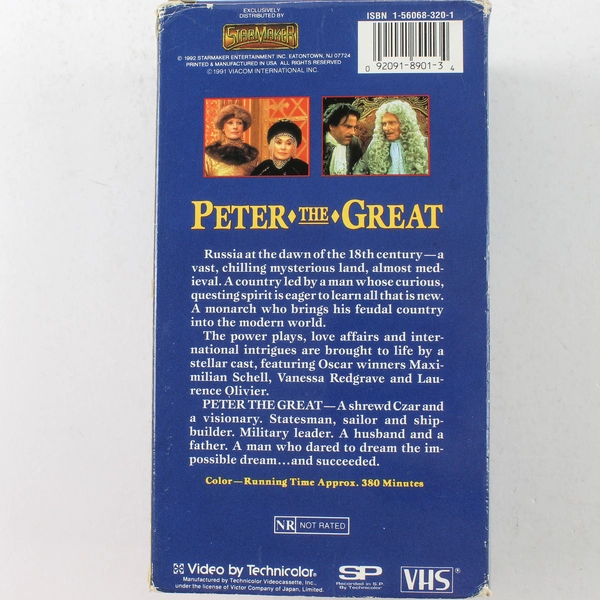 EXCLUSIVELY
DISTRIBUTED BY
STARMAKER
© 1992 STARMAKER ENTERTAINMENT INC. EATONTOWN, NJ 07724
PRINTED & MANUFACTURED IN USA ALL RIGHTS RESERVED
©1991 VIACOM INTERNATIONAL INC.
ISBN 1-56068-320-1
0 92091-8901-3 4
PETER THE GREAT
Russia at the dawn of the 18th century—a
vast, chilling mysterious land, almost med-
ieval. A country led by a man whose curious,
questing spirit is eager to learn all that is new.
A monarch who brings his feudal country
into the modern world.
The power plays, love affairs and inter-
national intrigues are brought to life by a
stellar cast, featuring Oscar winners Maxi-
milian Schell, Vanessa Redgrave and Lau-
rence Olivier.
PETER THE GREAT—A shrewd Czar and
a visionary. Statesman, sailor and ship-
builder. Military leader. A husband and a
father. A man who dared to dream the im-
possible dream...and succeeded.
Color—Running Time Approx. 380 Minutes
NR NOT RATED
Video by Technicolor®
Manufactured by Technicolor Videocassette, Inc.,
under the license of Victor Company of Japan, Limited.
SP
Recorded in S.P.
By Technicolor
VHS®